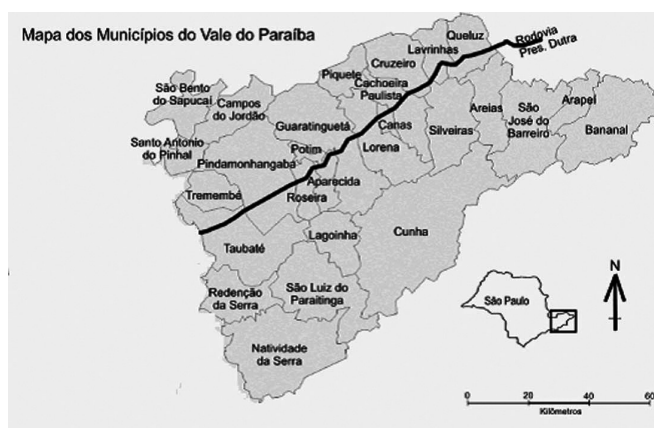 Mapa dos Municípios do Vale do Paraíba
Queluz
Rodovia
Pres. Dutra
Lavrinhas
Cruzeiro
Piquete
Cachoeira
Paulista
São Bento
do Sapucaí
Campos
do Jordão
Areias
São
José do
Barreiro
Arapeí
Bananal
Guaratinguetá
Canas
Silveiras
Santo Antonio
do Pinhal
Potim
Lorena
Pindamonhangaba
Aparecida
Tremembé
Roseira
Lagoinha
Cunha
Taubaté
Redenção
da Serra
São Luiz do
Paraitinga
Natividade
da Serra
São Paulo
N
0 20 40 60
Kilômetros